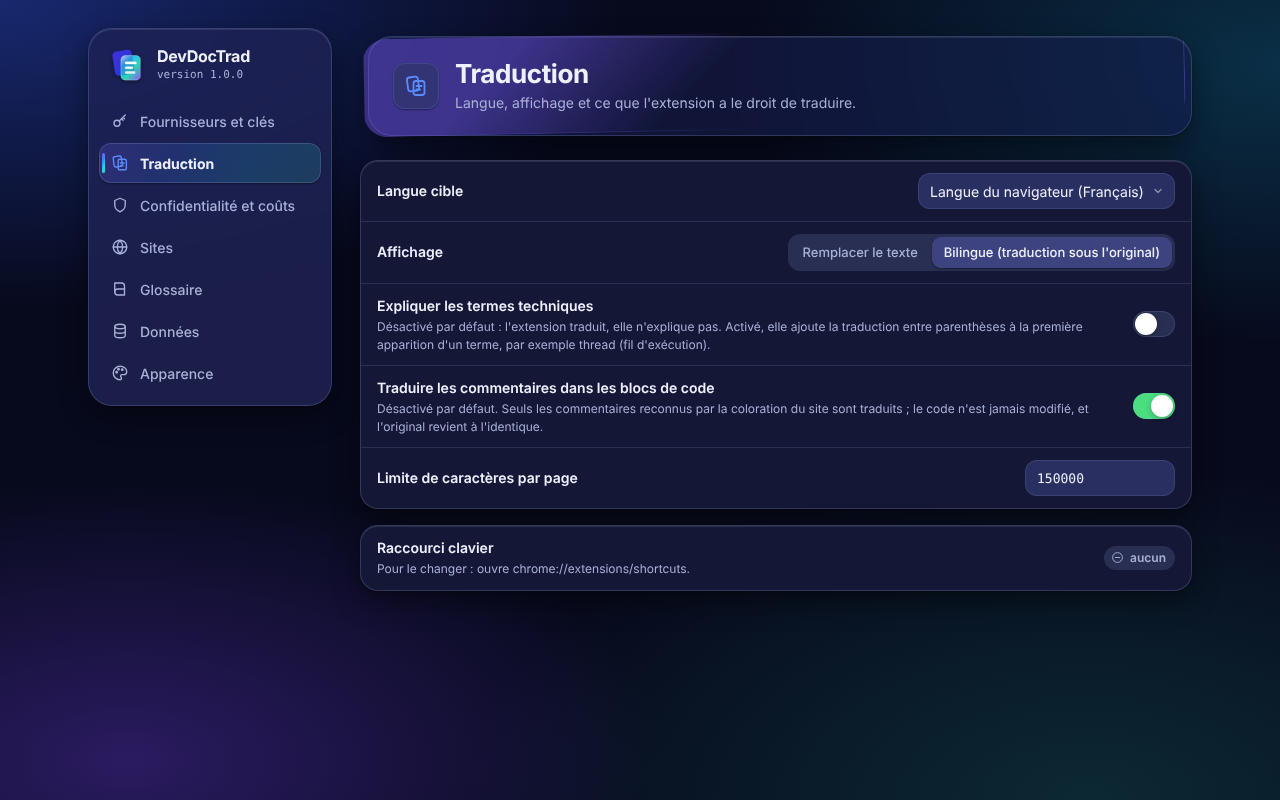 DevDocTrad
version 1.0.0
Fournisseurs et clés
Traduction
Confidentialité et coûts
Sites
Glossaire
Données
Apparence
Traduction
Langue, affichage et ce que l'extension a le droit de traduire.
Langue cible
Langue du navigateur (Français)
Affichage
Remplacer le texte
Bilingue (traduction sous l'original)
Expliquer les termes techniques
Désactivé par défaut : l'extension traduit, elle n'explique pas. Activé, elle ajoute la traduction entre parenthèses à la première
apparition d'un terme, par exemple thread (fil d'exécution).
Traduire les commentaires dans les blocs de code
Désactivé par défaut. Seuls les commentaires reconnus par la coloration du site sont traduits ; le code n'est jamais modifié, et
l'original revient à l'identique.
Limite de caractères par page
150000
Raccourci clavier
Pour le changer : ouvre chrome://extensions/shortcuts.
aucun